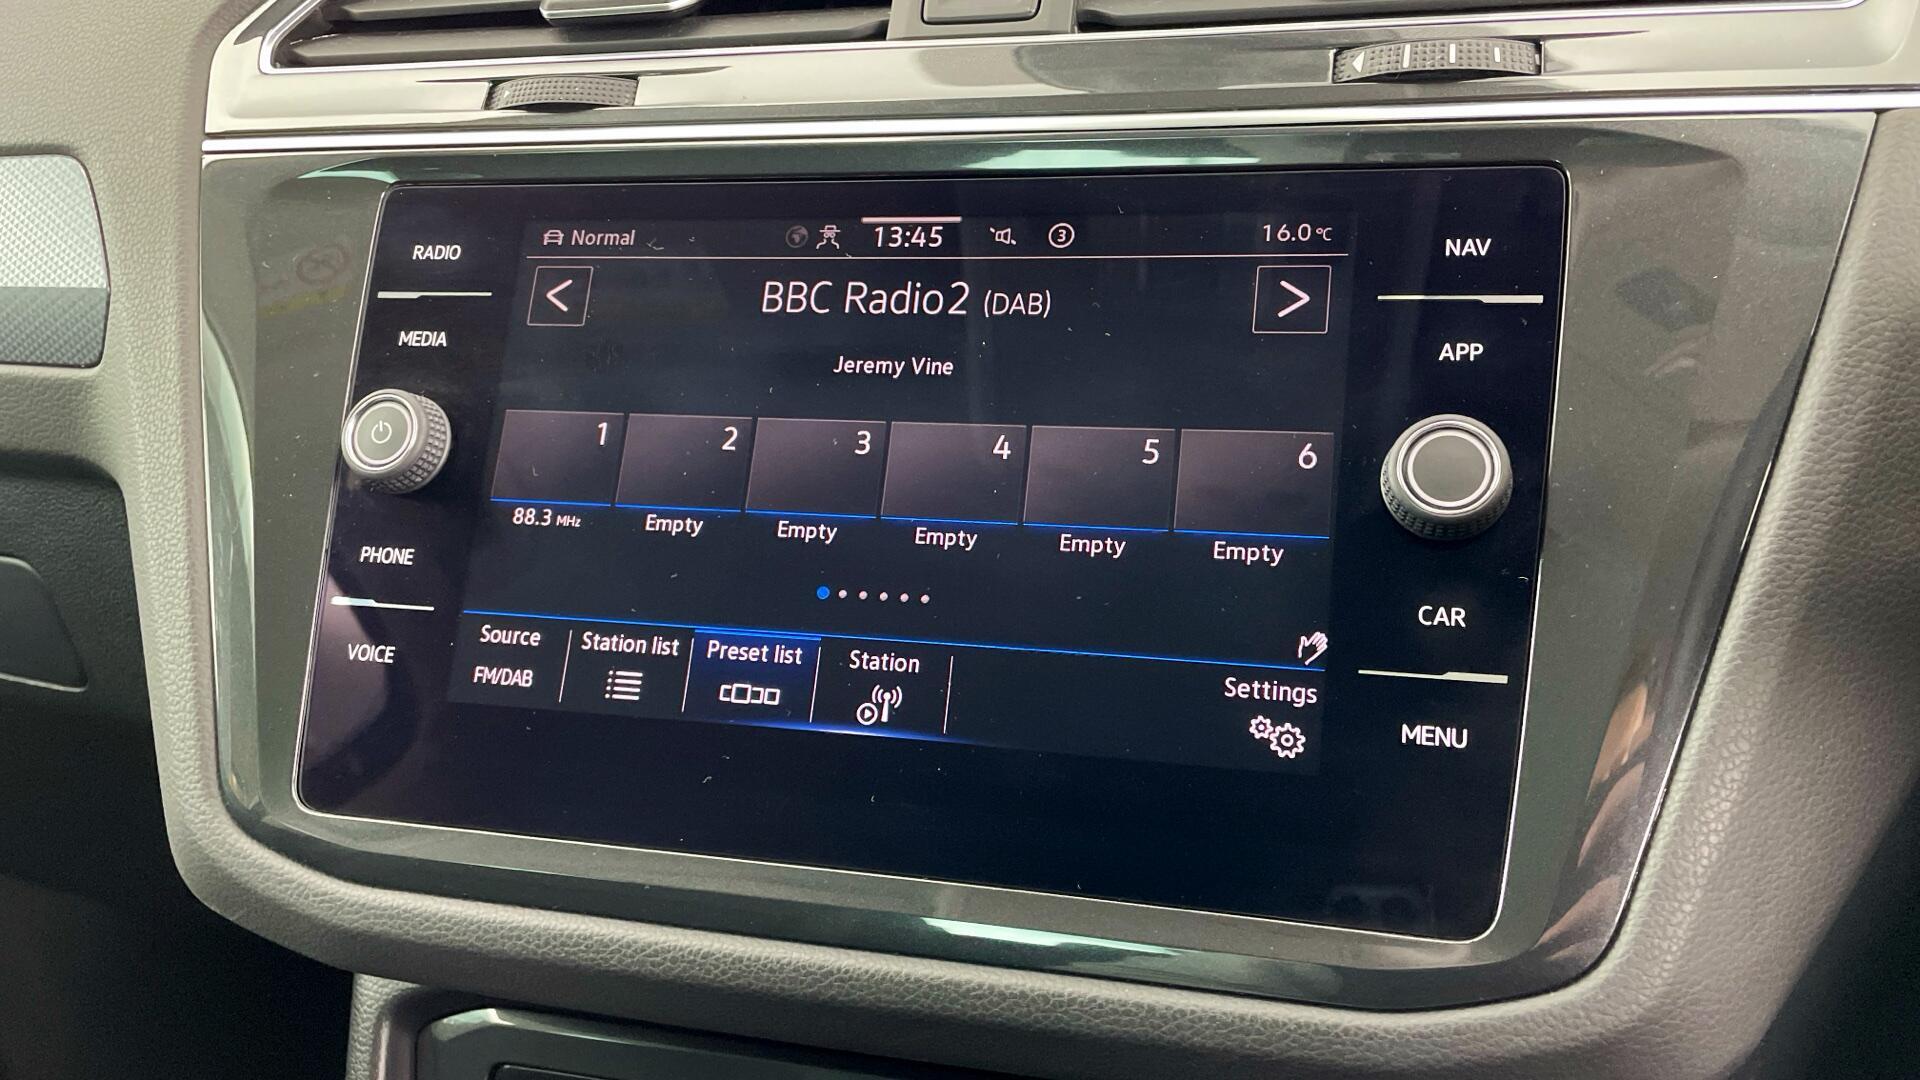 RADIO
MEDIA
PHONE
VOICE
Normal 13:45 3 16.0°C
< BBC Radio2 (DAB) >
Jeremy Vine
1 2 3 4 5 6
88.3 MHz Empty Empty Empty Empty Empty
Source Station list Preset list Station Settings
FM/DAB
NAV
APP
CAR
MENU